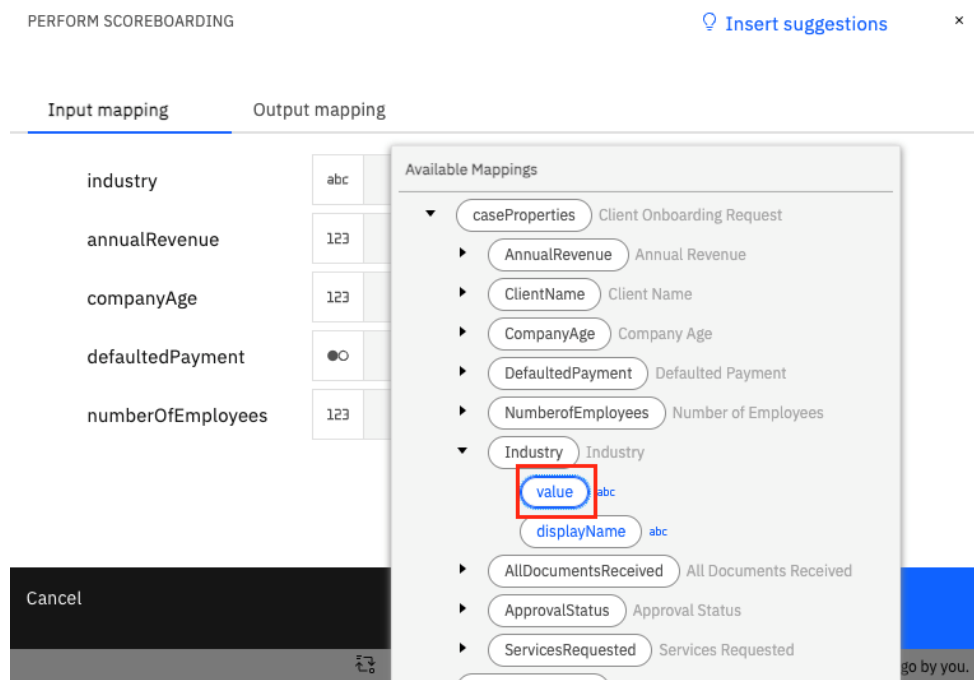 PERFORM SCOREBOARDING
Insert suggestions
×
Input mapping
Output mapping
industry
abc
annualRevenue
123
companyAge
123
defaultedPayment
numberOfEmployees
123
Available Mappings
caseProperties Client Onboarding Request
AnnualRevenue Annual Revenue
ClientName Client Name
CompanyAge Company Age
DefaultedPayment Defaulted Payment
NumberofEmployees Number of Employees
Industry Industry
value abc
displayName abc
AllDocumentsReceived All Documents Received
ApprovalStatus Approval Status
ServicesRequested Services Requested
Cancel
go by you.